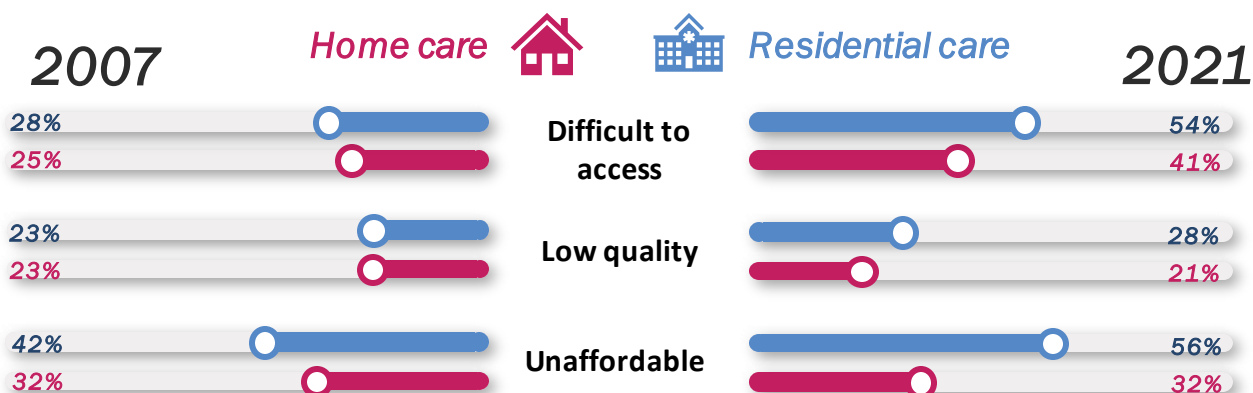 2007
Home care
Residential care
2021
28%
Difficult to
access
54%
25%
41%
23%
Low quality
28%
23%
21%
42%
Unaffordable
56%
32%
32%